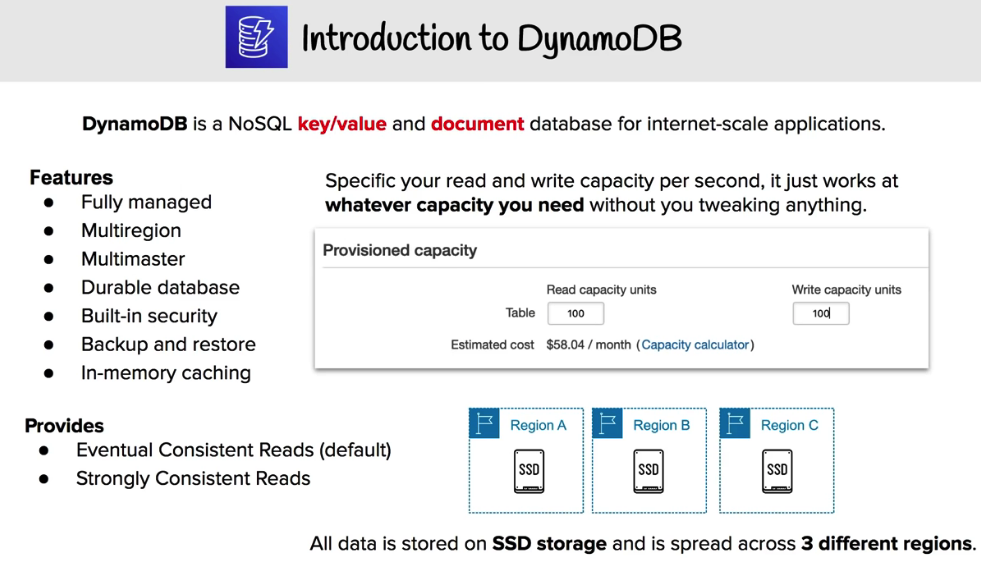 Introduction to DynamoDB
DynamoDB is a NoSQL key/value and document database for internet-scale applications.
Features
● Fully managed
● Multiregion
● Multimaster
● Durable database
● Built-in security
● Backup and restore
● In-memory caching
Provides
● Eventual Consistent Reads (default)
● Strongly Consistent Reads
Specific your read and write capacity per second, it just works at
whatever capacity you need without you tweaking anything.
Provisioned capacity
Read capacity units Write capacity units
Table 100 100
Estimated cost $58.04 / month (Capacity calculator)
Region A Region B Region C
SSD SSD SSD
All data is stored on SSD storage and is spread across 3 different regions.